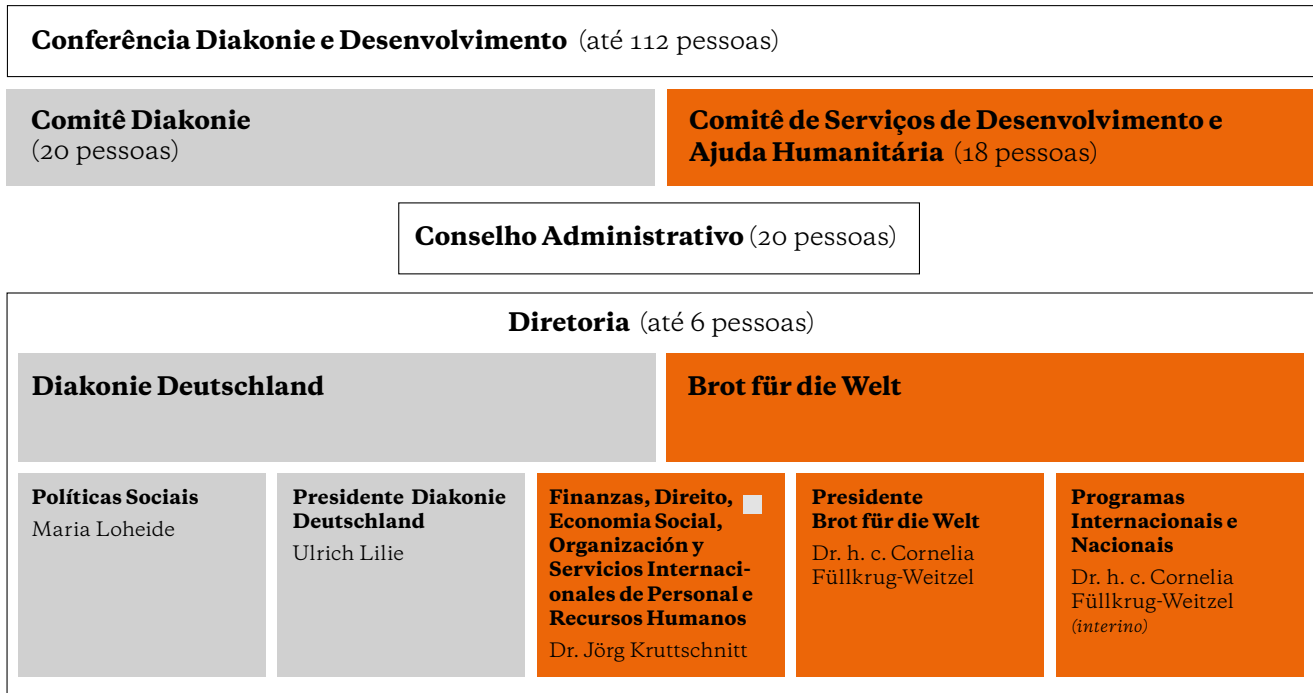 Conferência Diakonie e Desenvolvimento (até 112 pessoas)
Comitê Diakonie
(20 pessoas)
Comitê de Serviços de Desenvolvimento e
Ajuda Humanitária (18 pessoas)
Conselho Administrativo (20 pessoas)
Diretoria (até 6 pessoas)
Diakonie Deutschland
Brot für die Welt
Políticas Sociais
Maria Loheide
Presidente Diakonie
Deutschland
Ulrich Lilie
Finanzas, Direito,
Economia Social,
Organización y
Servicios Internaci-
onales de Personal e
Recursos Humanos
Dr. Jörg Kruttschnitt
Presidente
Brot für die Welt
Dr. h. c. Cornelia
Füllkrug-Weitzel
Programas
Internacionais e
Nacionais
Dr. h. c. Cornelia
Füllkrug-Weitzel
(interino)